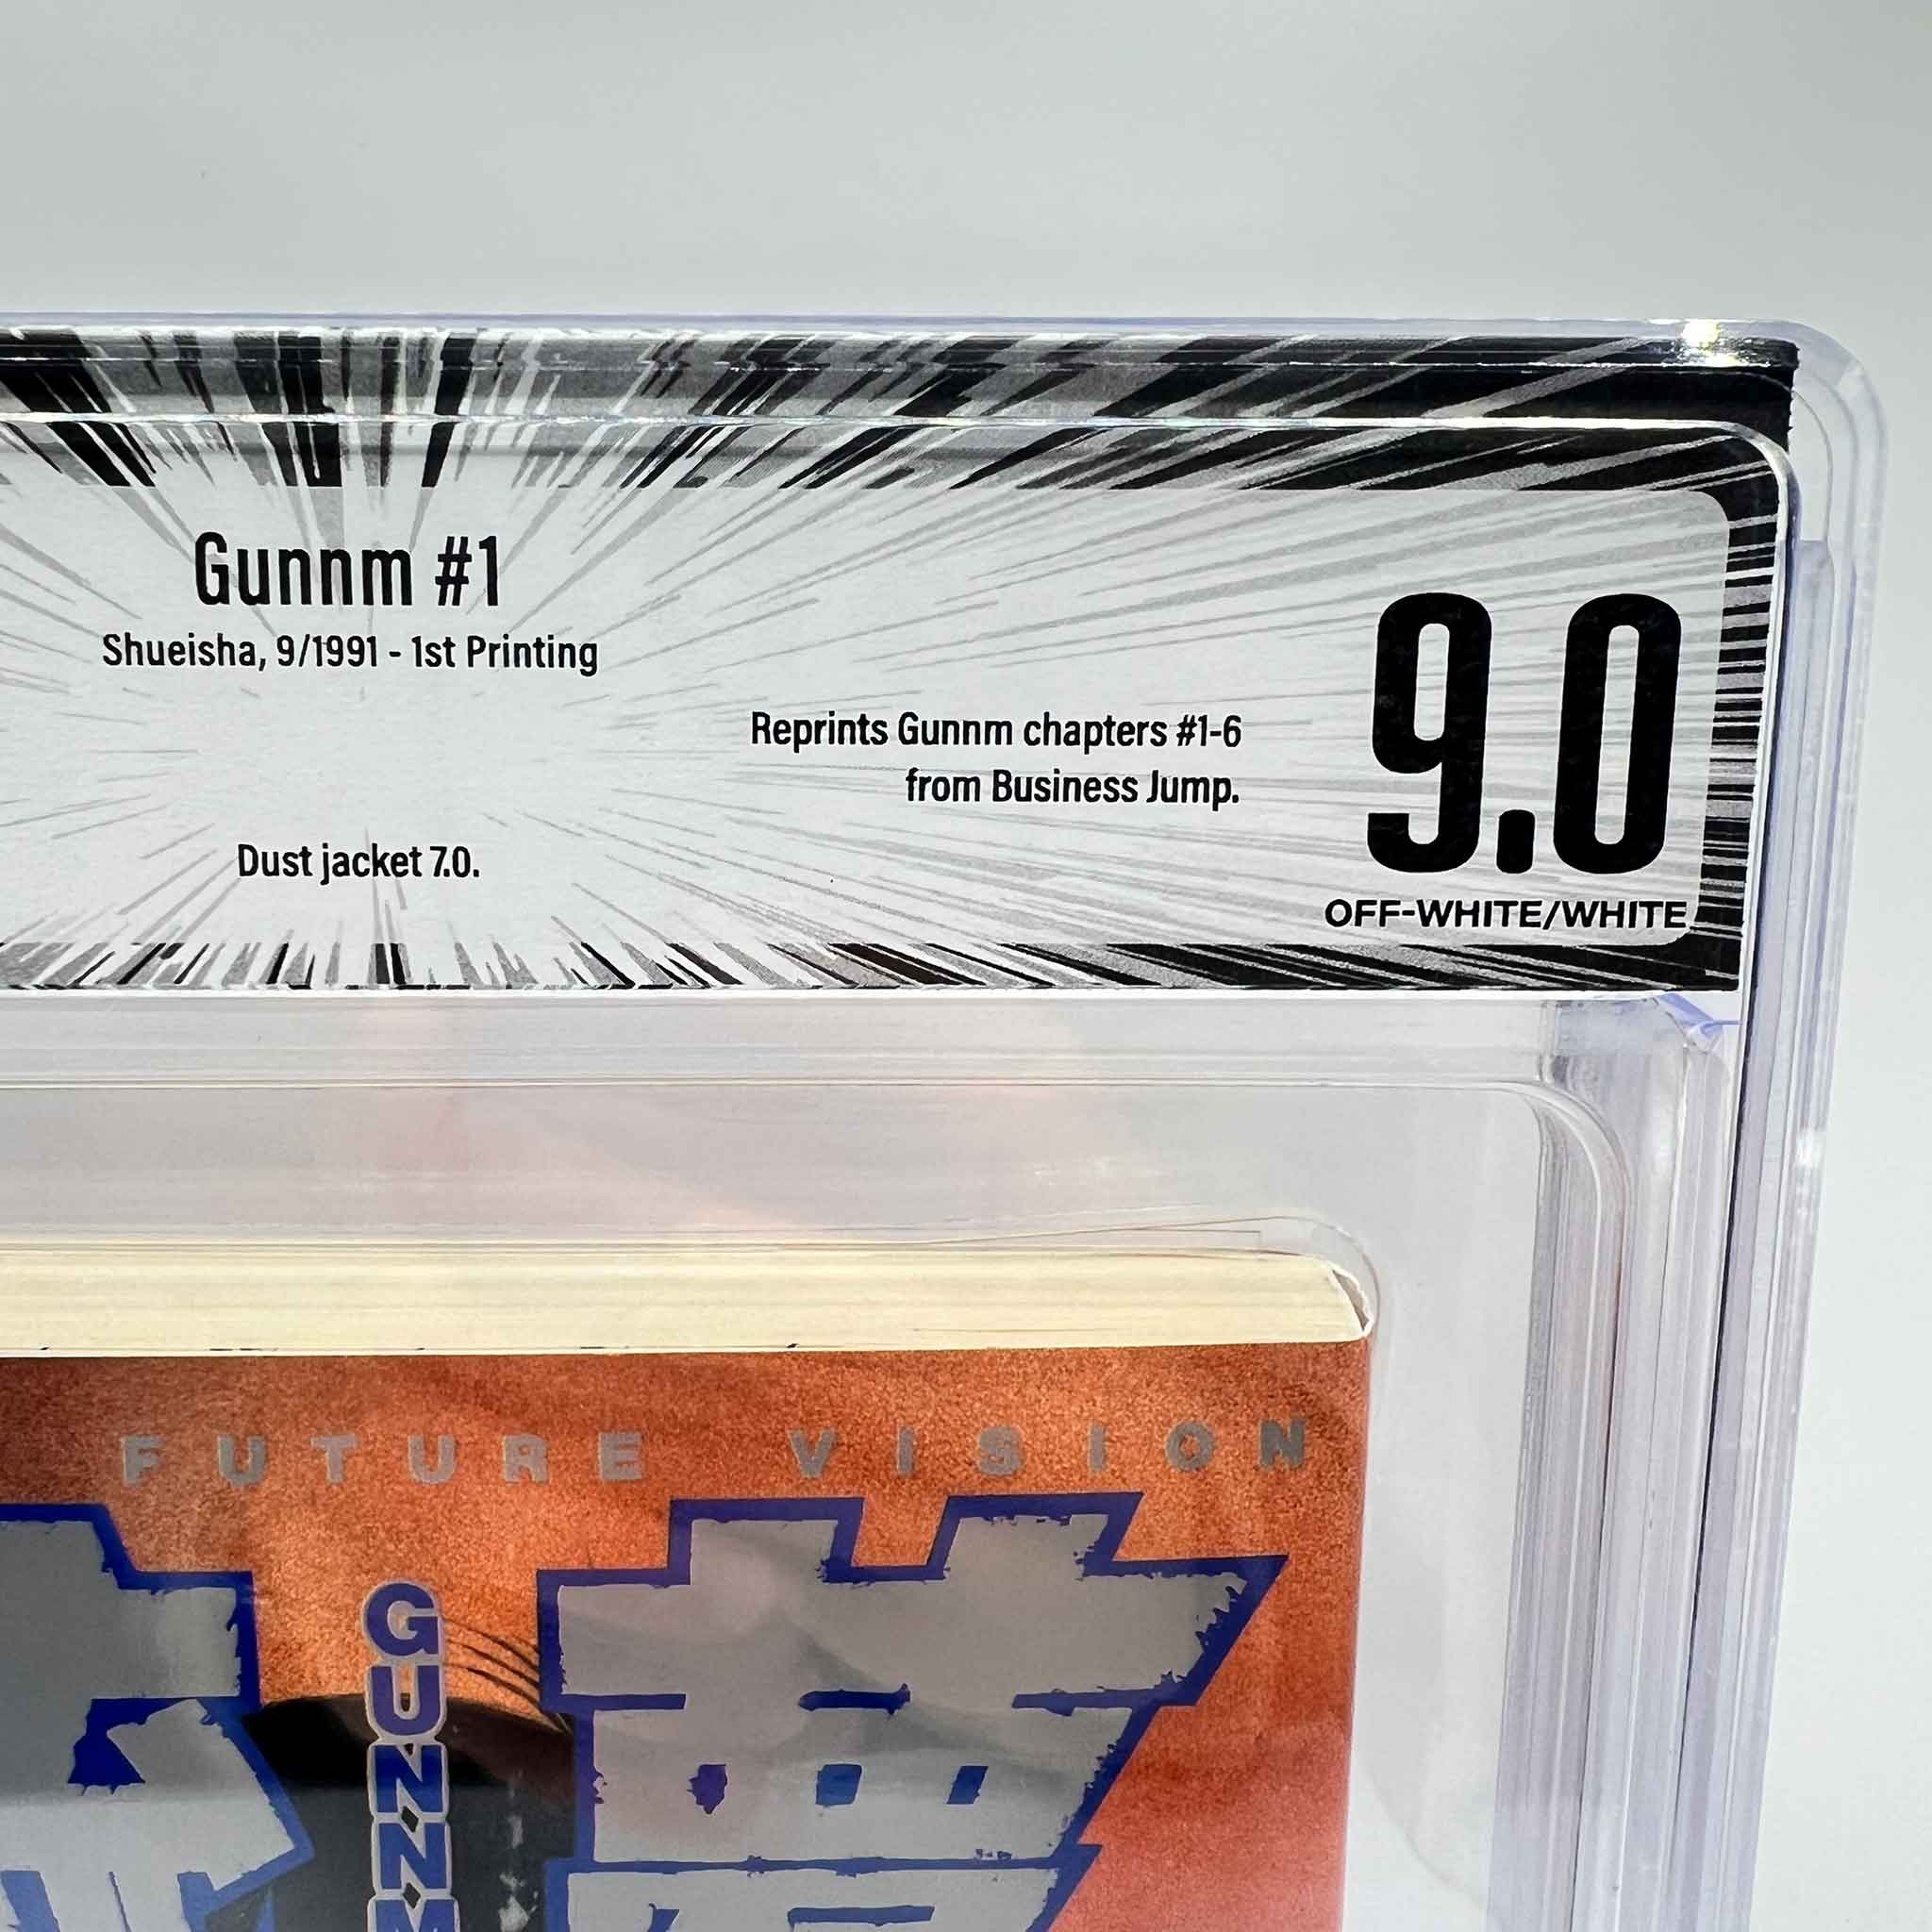 Gunnm #1
Shueisha, 9/1991 - 1st Printing
Reprints Gunnm chapters #1-6
from Business Jump.
Dust jacket 7.0.
9.0
OFF-WHITE/WHITE
FUTURE VISION
GUNNM